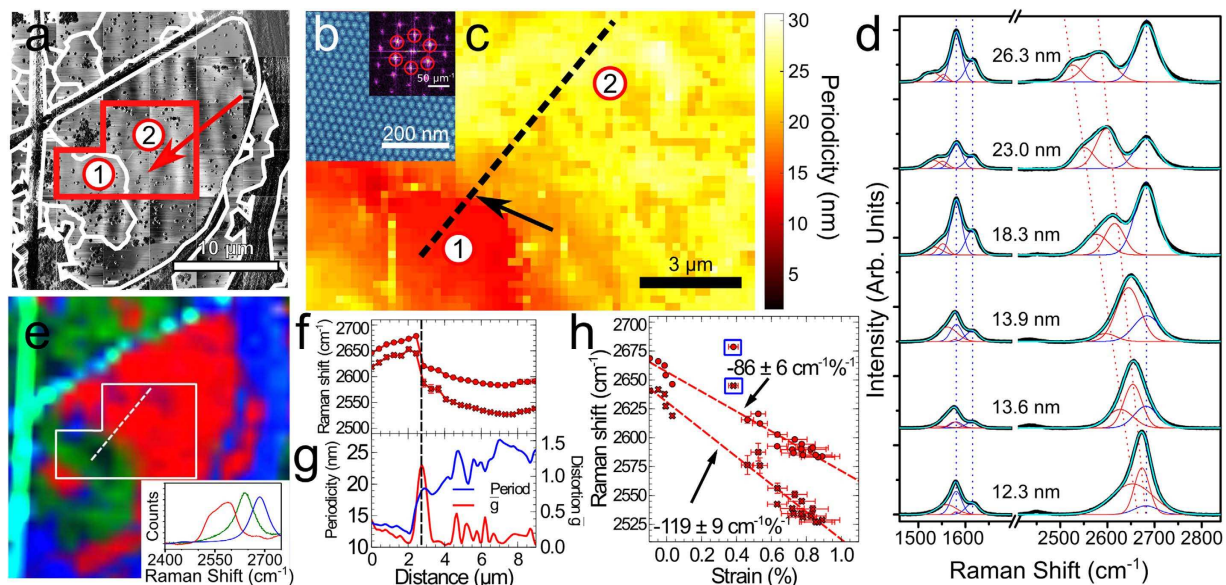 a
1
2
10 µm
b
50 µm⁻¹
200 nm
c
2
1
3 µm
30
25
20
15
10
5
Periodicity (nm)
d
26.3 nm
23.0 nm
18.3 nm
13.9 nm
13.6 nm
12.3 nm
Intensity (Arb. Units)
1500 1600 2500 2600 2700 2800
Raman Shift (cm⁻¹)
e
Counts
2400 2550 2700
Raman Shift (cm⁻¹)
f
2700
2650
2600
2550
2500
Raman shift (cm⁻¹)
g
25
20
15
10
Periodicity (nm)
Period
g̅
1.5
1.0
0.5
0.0
Distortion g̅
0 2 4 6 8
Distance (µm)
h
2700
2675
2650
2620
2600
2575
2550
2525
Raman shift (cm⁻¹)
-86 ± 6 cm⁻¹%⁻¹
-119 ± 9 cm⁻¹%
0.0 0.2 0.4 0.6 0.8 1.0
Strain (%)